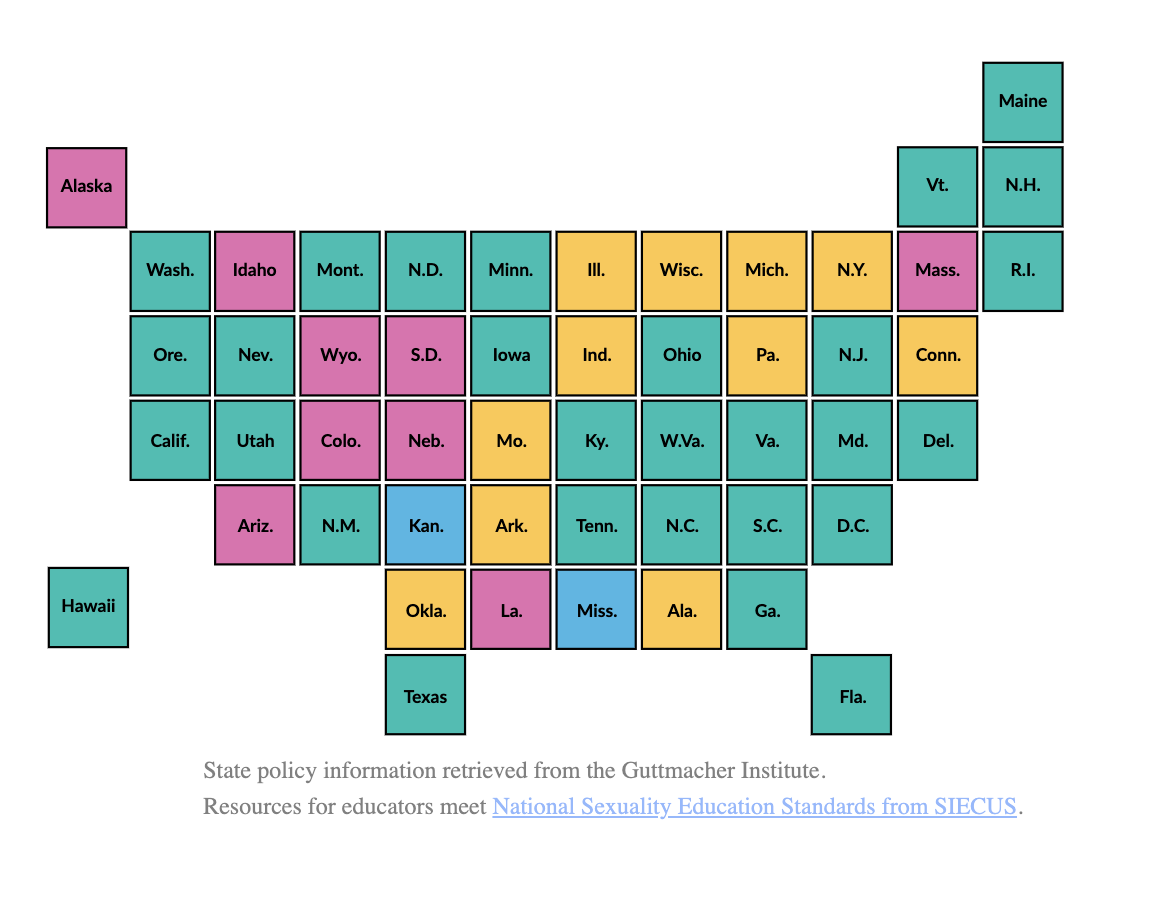 Maine
Alaska
Vt. N.H.
Wash. Idaho Mont. N.D. Minn. Ill. Wisc. Mich. N.Y. Mass. R.I.
Ore. Nev. Wyo. S.D. Iowa Ind. Ohio Pa. N.J. Conn.
Calif. Utah Colo. Neb. Mo. Ky. W.Va. Va. Md. Del.
Ariz. N.M. Kan. Ark. Tenn. N.C. S.C. D.C.
Hawaii
Okla. La. Miss. Ala. Ga.
Texas Fla.
State policy information retrieved from the Guttmacher Institute.
Resources for educators meet National Sexuality Education Standards from SIECUS.